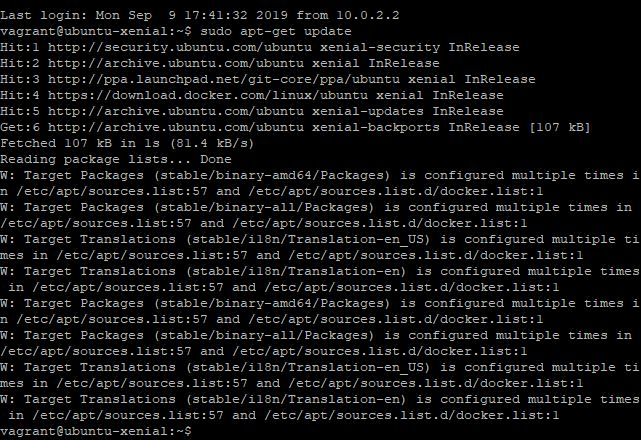 Last login: Mon Sep  9 17:41:32 2019 from 10.0.2.2
vagrant@ubuntu-xenial:~$ sudo apt-get update
Hit:1 http://security.ubuntu.com/ubuntu xenial-security InRelease
Hit:2 http://archive.ubuntu.com/ubuntu xenial InRelease
Hit:3 http://ppa.launchpad.net/git-core/ppa/ubuntu xenial InRelease
Hit:4 https://download.docker.com/linux/ubuntu xenial InRelease
Hit:5 http://archive.ubuntu.com/ubuntu xenial-updates InRelease
Get:6 http://archive.ubuntu.com/ubuntu xenial-backports InRelease [107 kB]
Fetched 107 kB in 1s (81.4 kB/s)
Reading package lists... Done
W: Target Packages (stable/binary-amd64/Packages) is configured multiple times i
n /etc/apt/sources.list:57 and /etc/apt/sources.list.d/docker.list:1
W: Target Packages (stable/binary-all/Packages) is configured multiple times in
/etc/apt/sources.list:57 and /etc/apt/sources.list.d/docker.list:1
W: Target Translations (stable/i18n/Translation-en_US) is configured multiple ti
mes in /etc/apt/sources.list:57 and /etc/apt/sources.list.d/docker.list:1
W: Target Translations (stable/i18n/Translation-en) is configured multiple times
 in /etc/apt/sources.list:57 and /etc/apt/sources.list.d/docker.list:1
W: Target Packages (stable/binary-amd64/Packages) is configured multiple times i
n /etc/apt/sources.list:57 and /etc/apt/sources.list.d/docker.list:1
W: Target Packages (stable/binary-all/Packages) is configured multiple times in
/etc/apt/sources.list:57 and /etc/apt/sources.list.d/docker.list:1
W: Target Translations (stable/i18n/Translation-en_US) is configured multiple ti
mes in /etc/apt/sources.list:57 and /etc/apt/sources.list.d/docker.list:1
W: Target Translations (stable/i18n/Translation-en) is configured multiple times
 in /etc/apt/sources.list:57 and /etc/apt/sources.list.d/docker.list:1
vagrant@ubuntu-xenial:~$